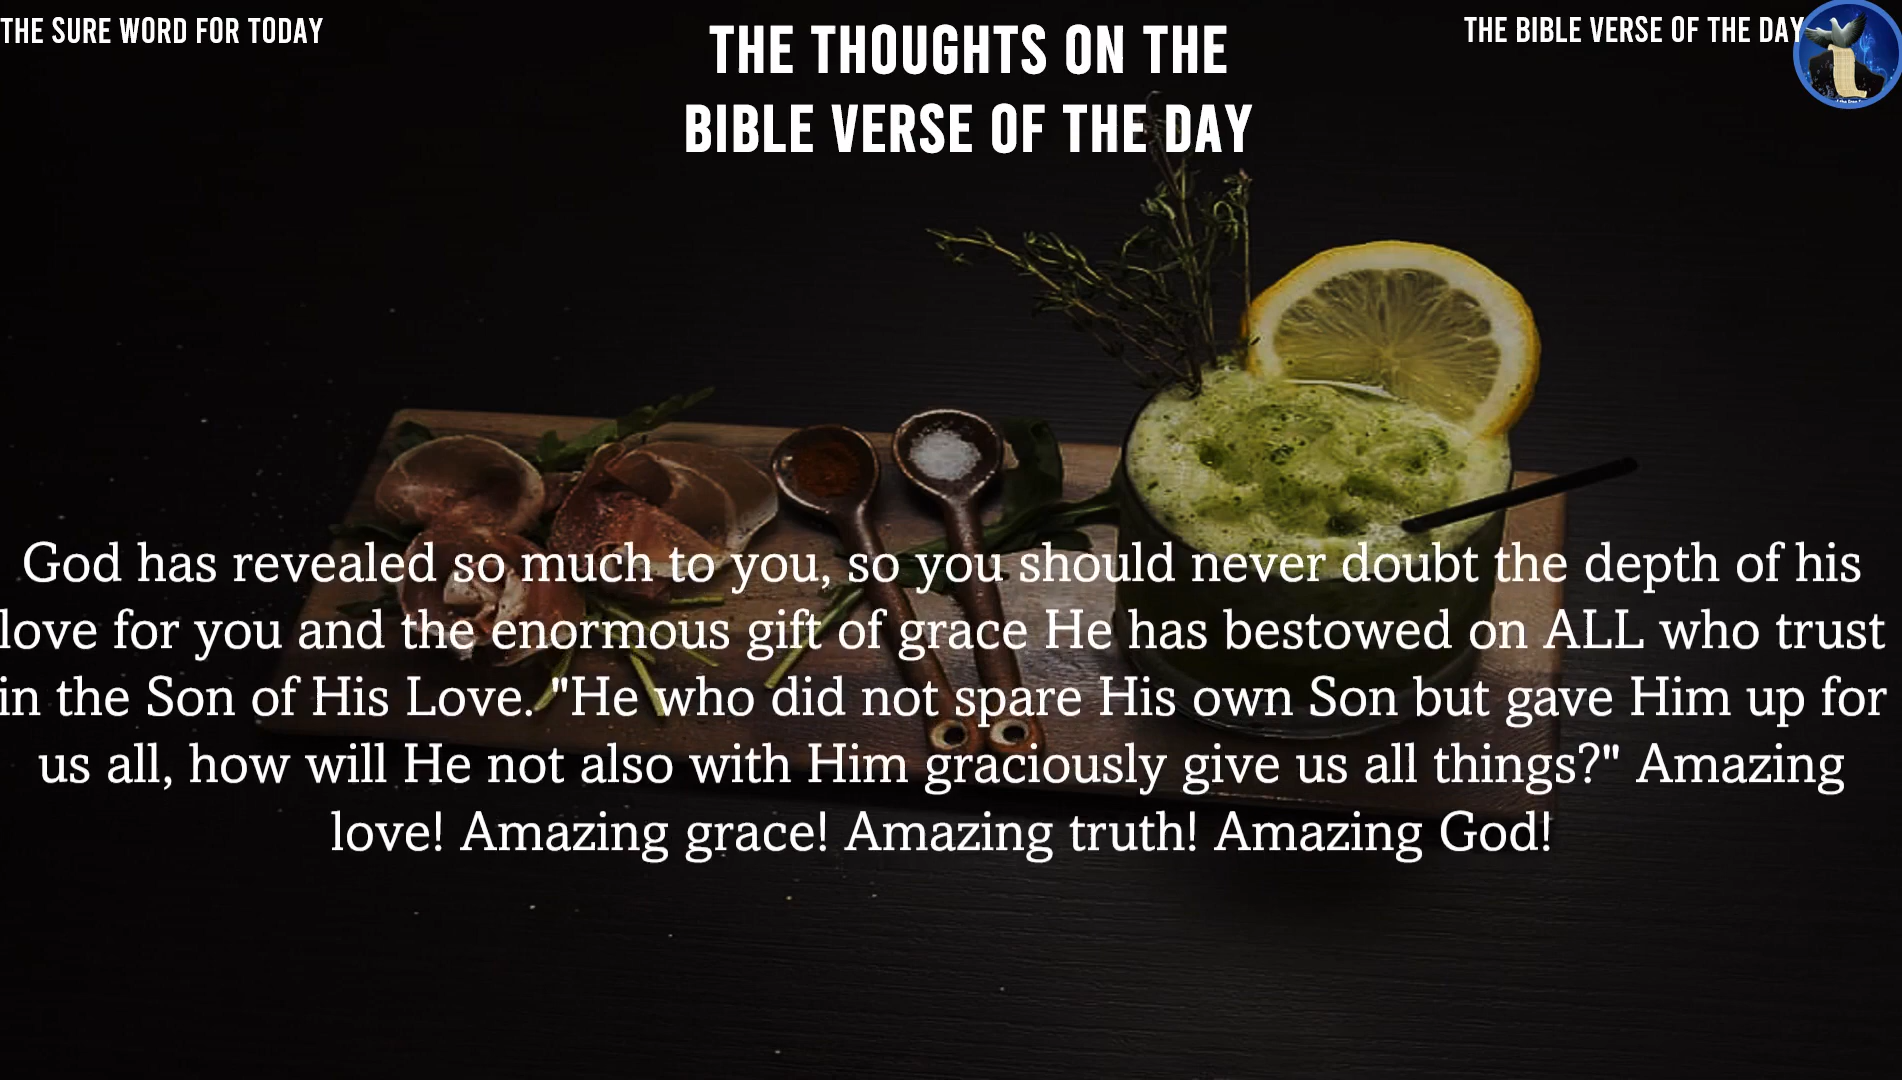 THE SURE WORD FOR TODAY
THE BIBLE VERSE OF THE DAY
THE THOUGHTS ON THE
BIBLE VERSE OF THE DAY
God has revealed so much to you, so you should never doubt the depth of his
love for you and the enormous gift of grace He has bestowed on ALL who trust
in the Son of His Love. "He who did not spare His own Son but gave Him up for
us all, how will He not also with Him graciously give us all things?" Amazing
love! Amazing grace! Amazing truth! Amazing God!